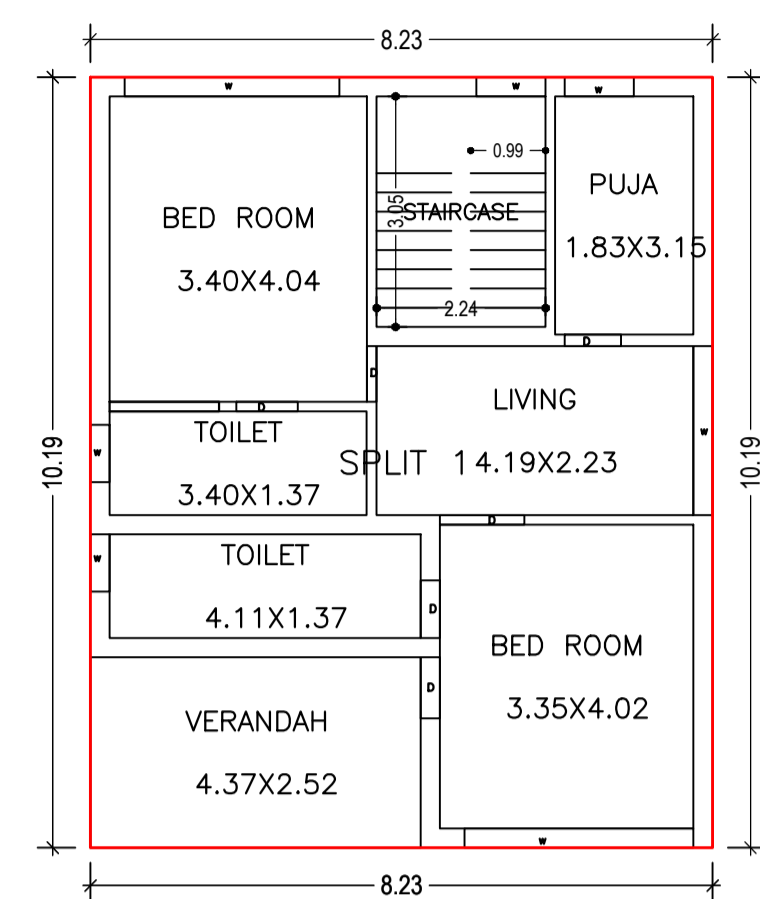 8.23
W
W
W
0.99
PUJA
BED ROOM
3.05
STAIRCASE
1.83X3.15
3.40X4.04
2.24
D
D
LIVING
D
TOILET
W
W
10.19
10.19
SPLIT 1
4.19X2.23
3.40X1.37
D
TOILET
W
D
4.11X1.37
BED ROOM
D
3.35X4.02
VERANDAH
4.37X2.52
W
8.23